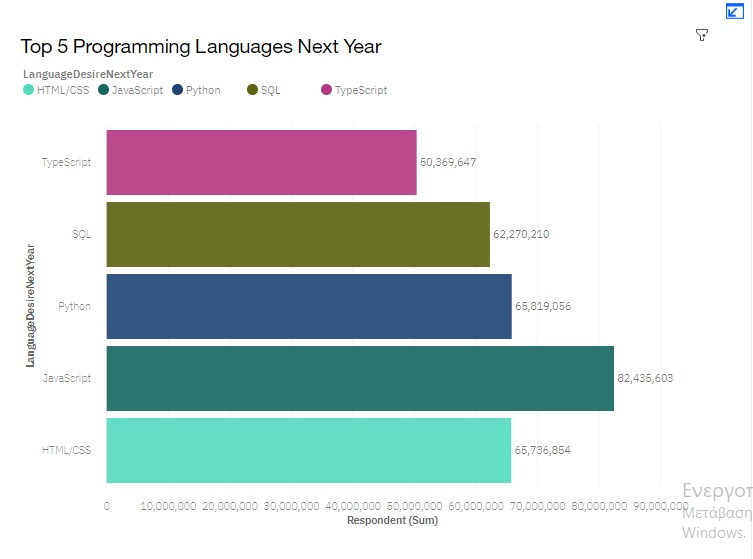 Top 5 Programming Languages Next Year
LanguageDesireNextYear
HTML/CSS JavaScript Python SQL TypeScript
TypeScript 50,369,647
SQL 62,270,210
Python 65,819,056
JavaScript 82,435,603
HTML/CSS 65,736,854
LanguageDesireNextYear
0 10,000,000 20,000,000 30,000,000 40,000,000 50,000,000 60,000,000 70,000,000 80,000,000 90,000,000
Respondent (Sum)
Ενεργοπ
Μετάβαση
Windows.